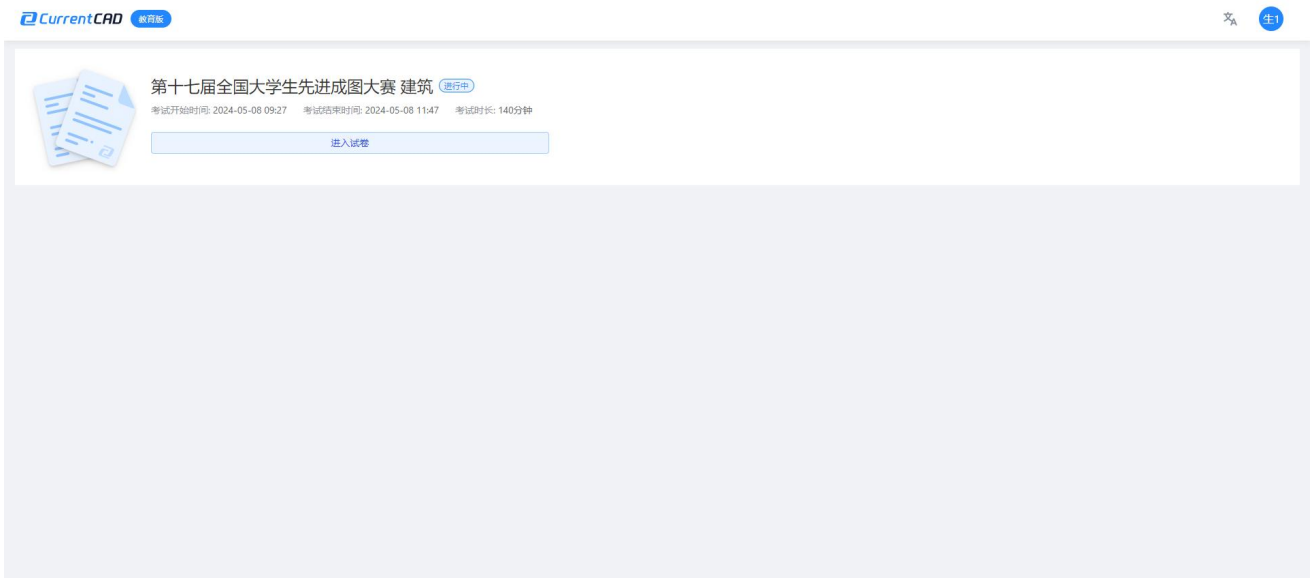 CurrentCAD 教育版
生1
第十七届全国大学生先进成图大赛 建筑 进行中
考试开始时间: 2024-05-08 09:27 考试结束时间: 2024-05-08 11:47 考试时长: 140分钟
进入试卷